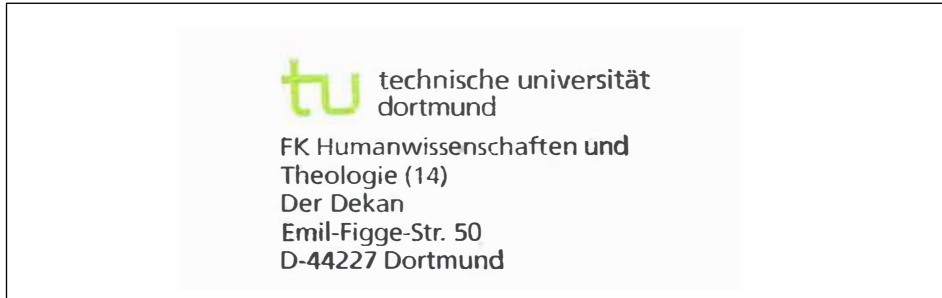 tu technische universität
dortmund
FK Humanwissenschaften und
Theologie (14)
Der Dekan
Emil-Figge-Str. 50
D-44227 Dortmund